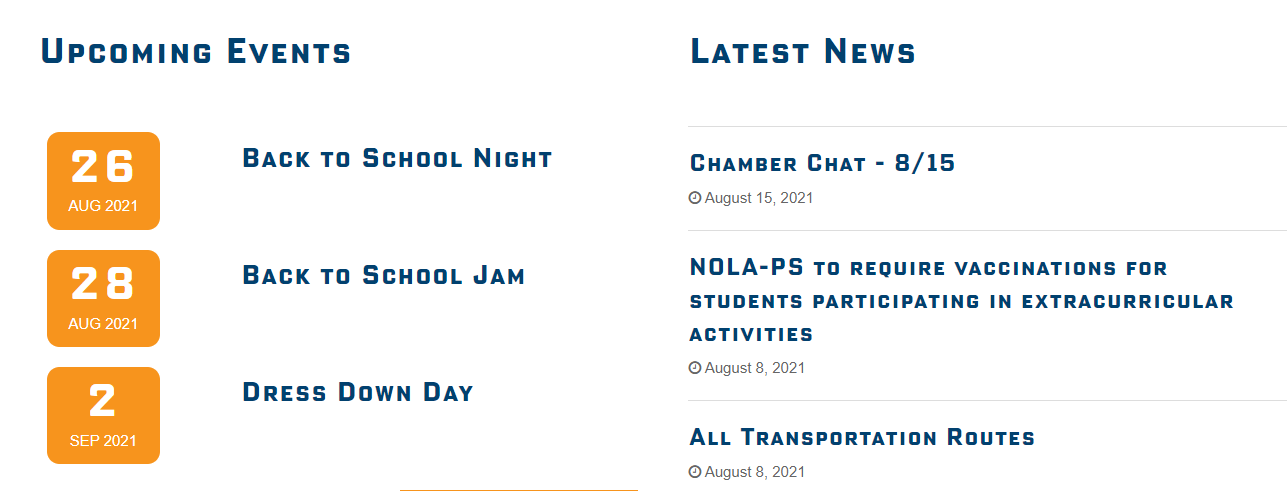 Upcoming Events
26
AUG 2021
Back to School Night
28
AUG 2021
Back to School Jam
2
SEP 2021
Dress Down Day
Latest News
Chamber Chat - 8/15
August 15, 2021
NOLA-PS to require vaccinations for
students participating in extracurricular
activities
August 8, 2021
All Transportation Routes
August 8, 2021